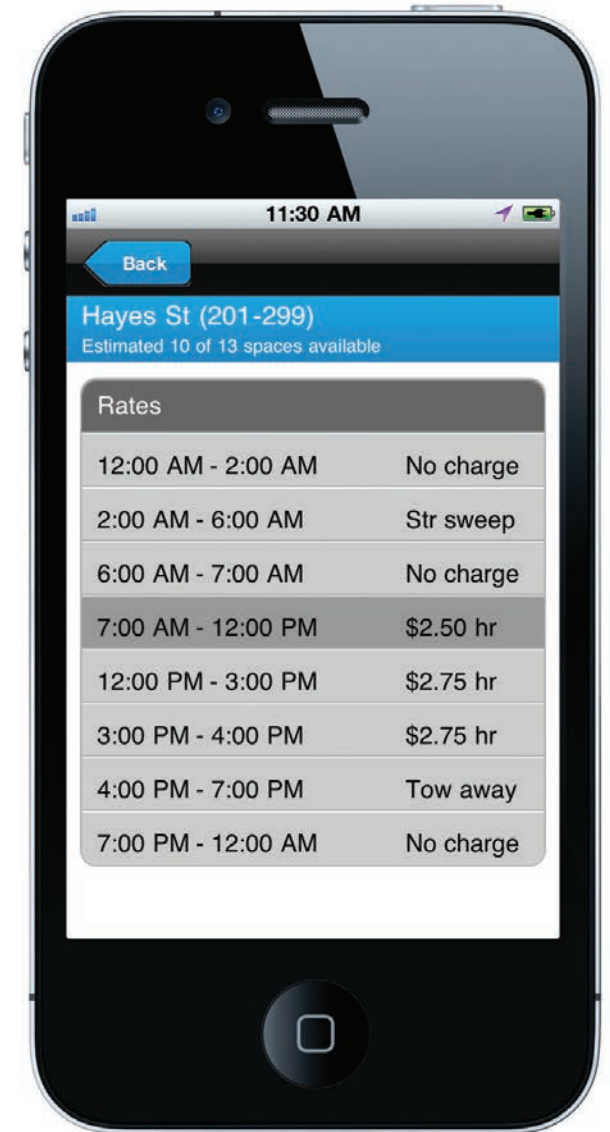 11:30 AM
Back
Hayes St (201-299)
Estimated 10 of 13 spaces available
Rates
12:00 AM - 2:00 AM No charge
2:00 AM - 6:00 AM Str sweep
6:00 AM - 7:00 AM No charge
7:00 AM - 12:00 PM $2.50 hr
12:00 PM - 3:00 PM $2.75 hr
3:00 PM - 4:00 PM $2.75 hr
4:00 PM - 7:00 PM Tow away
7:00 PM - 12:00 AM No charge